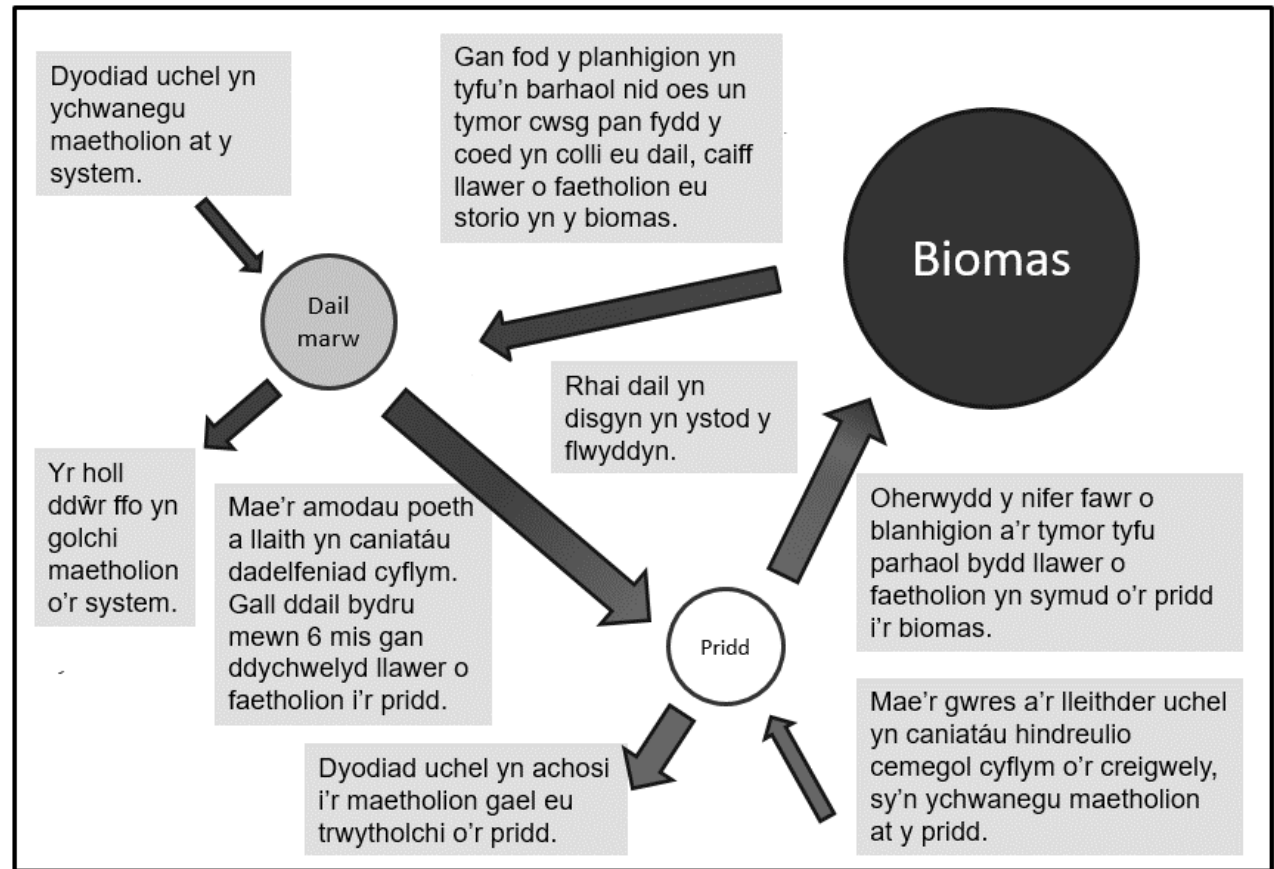 Dyodiad uchel yn
ychwanegu
maetholion at y
system.
Gan fod y planhigion yn
tyfu'n barhaol nid oes un
tymor cwsg pan fydd y
coed yn colli eu dail, caiff
llawer o faetholion eu
storio yn y biomas.
Biomas
Dail
marw
Rhai dail yn
disgyn yn ystod y
flwyddyn.
Yr holl
ddŵr ffo yn
golchi
maetholion
o'r system.
Mae'r amodau poeth
a llaith yn caniatáu
dadelfeniad cyflym.
Gall ddail bydru
mewn 6 mis gan
ddychwelyd llawer o
faetholion i'r pridd.
Oherwydd y nifer fawr o
blanhigion a'r tymor tyfu
parhaol bydd llawer o
faetholion yn symud o'r pridd
i'r biomas.
Pridd
Dyodiad uchel yn achosi
i'r maetholion gael eu
trwytholchi o'r pridd.
Mae'r gwres a'r lleithder uchel
yn caniatáu hindreulio
cemegol cyflym o'r creigwely,
sy'n ychwanegu maetholion
at y pridd.